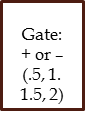 Gate:
+ or –
(.5, 1.
1.5, 2)